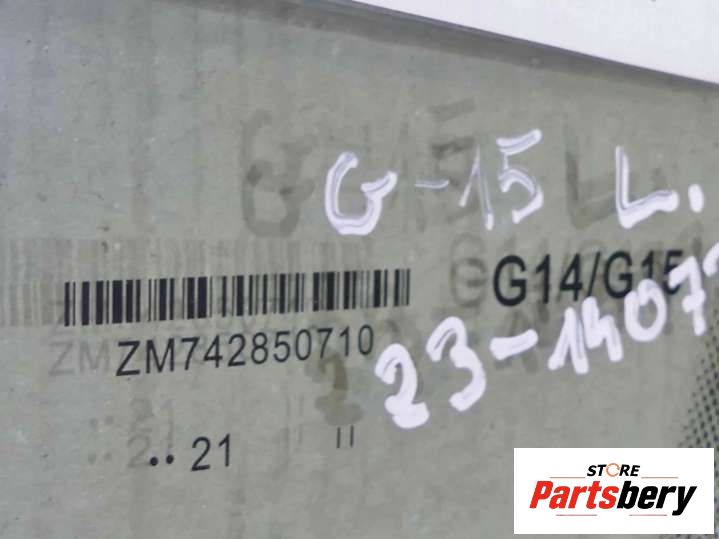 G-15 L.
G14/G15
ZM742850710
23-1407
.. 21 "
STORE
Partsbery